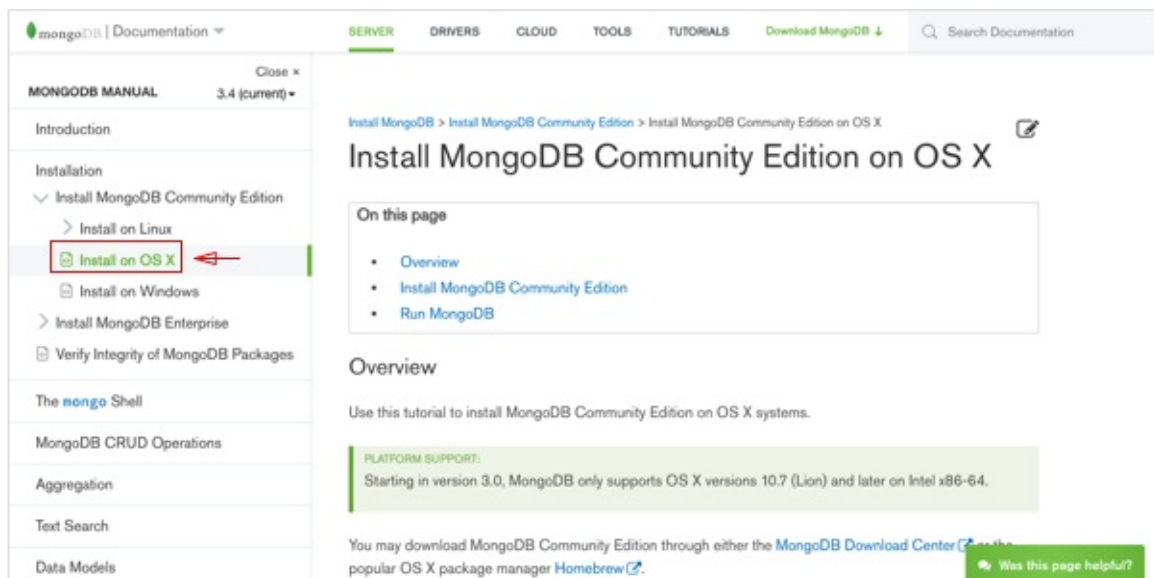 mongoDB | Documentation
SERVER DRIVERS CLOUD TOOLS TUTORIALS Download MongoDB Search Documentation
Close ×
MONGODB MANUAL 3.4 (current)
Introduction
Installation
Install MongoDB Community Edition
Install on Linux
Install on OS X
Install on Windows
Install MongoDB Enterprise
Verify Integrity of MongoDB Packages
The mongo Shell
MongoDB CRUD Operations
Aggregation
Text Search
Data Models
Install MongoDB > Install MongoDB Community Edition > Install MongoDB Community Edition on OS X
Install MongoDB Community Edition on OS X
On this page
• Overview
• Install MongoDB Community Edition
• Run MongoDB
Overview
Use this tutorial to install MongoDB Community Edition on OS X systems.
PLATFORM SUPPORT:
Starting in version 3.0, MongoDB only supports OS X versions 10.7 (Lion) and later on Intel x86-64.
You may download MongoDB Community Edition through either the MongoDB Download Center
popular OS X package manager Homebrew.
Was this page helpful?